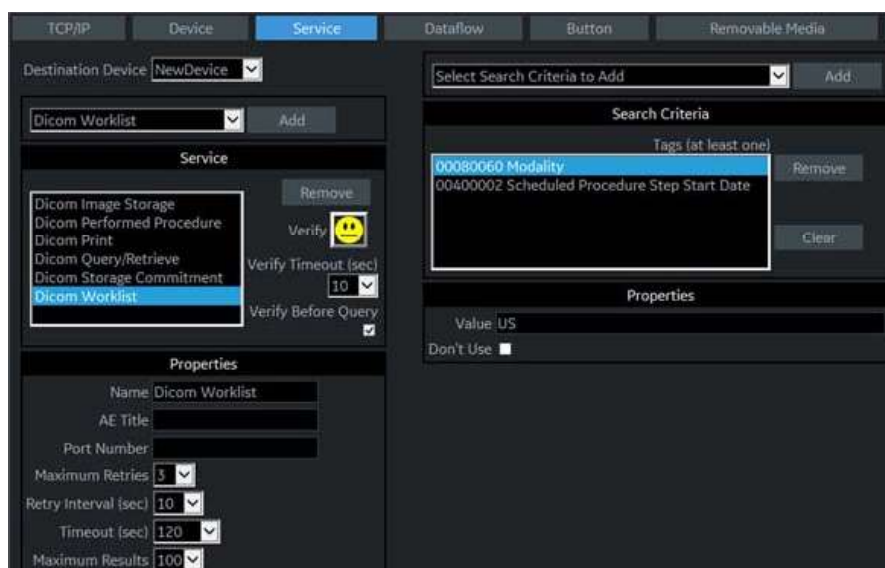 TCP/IP Device Service Dataflow Button Removable Media
Destination Device NewDevice
Dicom Worklist Add
Service
Dicom Image Storage
Dicom Performed Procedure
Dicom Print
Dicom Query/Retrieve
Dicom Storage Commitment
Dicom Worklist
Remove
Verify
Verify Timeout (sec)
10
Verify Before Query
Properties
Name Dicom Worklist
AE Title
Port Number
Maximum Retries 3
Retry Interval (sec) 10
Timeout (sec) 120
Maximum Results 100
Select Search Criteria to Add Add
Search Criteria
Tags (at least one)
00080060 Modality
00400002 Scheduled Procedure Step Start Date
Remove
Clear
Properties
Value US
Don't Use